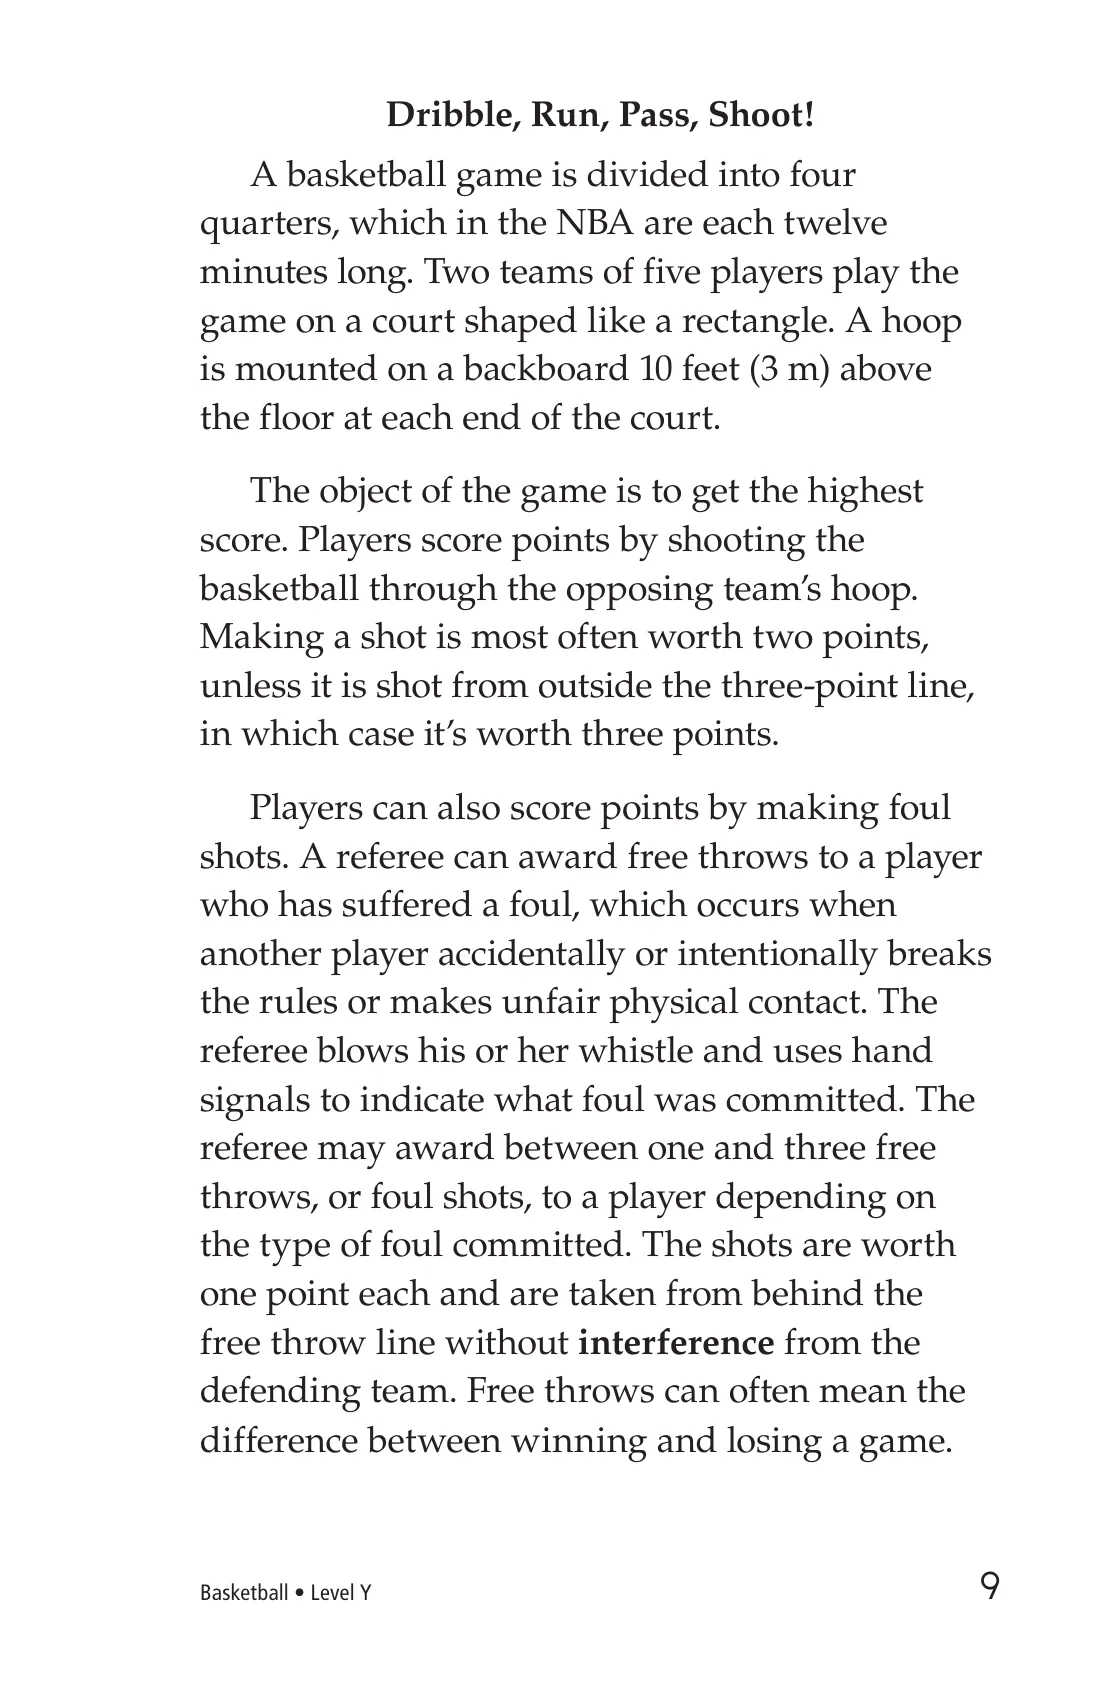 Dribble, Run, Pass, Shoot!
A basketball game is divided into four
quarters, which in the NBA are each twelve
minutes long. Two teams of five players play the
game on a court shaped like a rectangle. A hoop
is mounted on a backboard 10 feet (3 m) above
the floor at each end of the court.
The object of the game is to get the highest
score. Players score points by shooting the
basketball through the opposing team’s hoop.
Making a shot is most often worth two points,
unless it is shot from outside the three-point line,
in which case it’s worth three points.
Players can also score points by making foul
shots. A referee can award free throws to a player
who has suffered a foul, which occurs when
another player accidentally or intentionally breaks
the rules or makes unfair physical contact. The
referee blows his or her whistle and uses hand
signals to indicate what foul was committed. The
referee may award between one and three free
throws, or foul shots, to a player depending on
the type of foul committed. The shots are worth
one point each and are taken from behind the
free throw line without interference from the
defending team. Free throws can often mean the
difference between winning and losing a game.
Basketball • Level Y
9